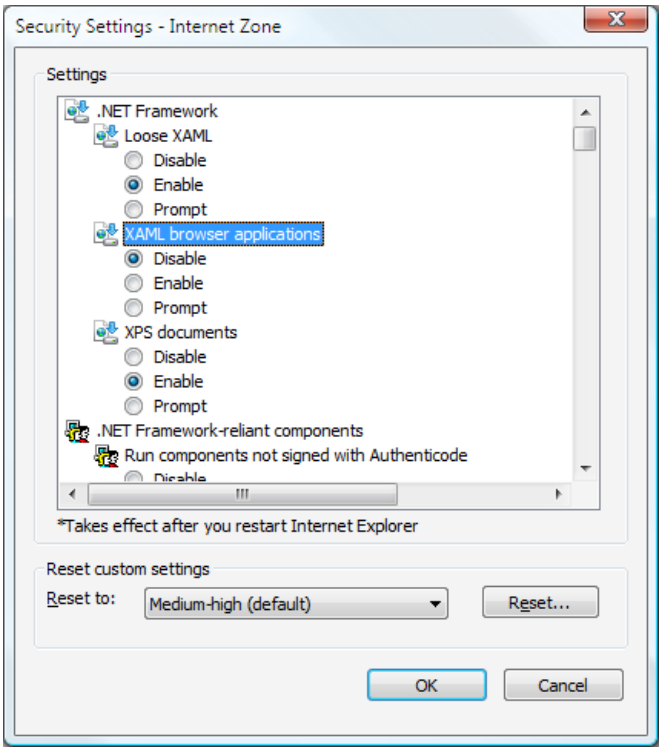 Security Settings - Internet Zone
Settings
.NET Framework
Loose XAML
Disable
Enable
Prompt
XAML browser applications
Disable
Enable
Prompt
XPS documents
Disable
Enable
Prompt
.NET Framework-reliant components
Run components not signed with Authenticode
Disable
*Takes effect after you restart Internet Explorer
Reset custom settings
Reset to: Medium-high (default) Reset...
OK Cancel